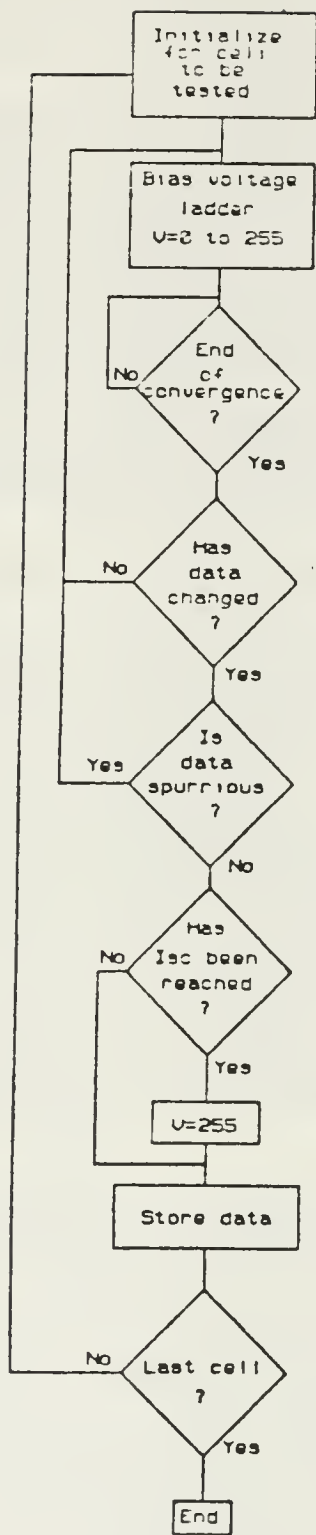 Initialize
for cell
to be
tested
Bias voltage
ladder
V=0 to 255
End
of
convergence
?
No
Yes
Has
data
changed
?
No
Yes
Is
data
spurrious
?
Yes
No
Has
Isc been
reached
?
No
Yes
V=255
Store data
Last cell
?
No
Yes
End